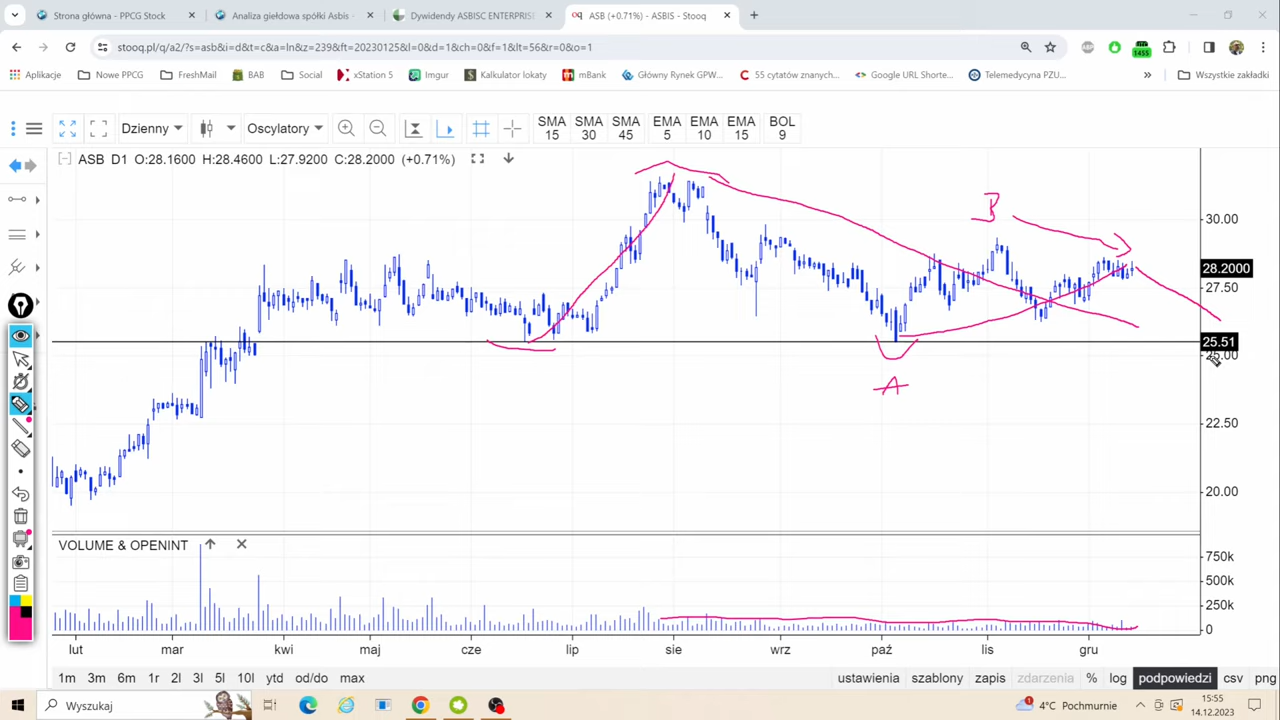 Strona główna - PPCG Stock
Analiza giełdowa spółki Asbis -
Dywidendy ASBISC ENTERPRIS
ASB (+0.71%) - ASBIS - Stooq
stooq.pl/q/a2/?s=asb&i=d&t=c&a=ln&z=239&ft=20230125&l=0&d=1&ch=0&f=1&lt=56&r=0&o=1
1455
Aplikacje
Nowe PPCG
FreshMail
BAB
Social
xStation 5
Imgur
Kalkulator lokaty
mBank
Główny Rynek GPW...
55 cytatów znanych...
Google URL Shorte...
Telemedycyna PZU...
Wszystkie zakładki
Dzienny
Oscylatory
SMA 15
SMA 30
SMA 45
EMA 5
EMA 10
EMA 15
BOL 9
ASB D1 O:28.1600 H:28.4600 L:27.9200 C:28.2000 (+0.71%)
B
30.00
28.2000
27.50
25.51
25.00
A
22.50
20.00
VOLUME & OPENINT
750k
500k
250k
0
lut mar kwi maj cze lip sie wrz paź lis gru
1m 3m 6m 1r 2l 3l 5l 10l ytd od/do max
ustawienia szablony zapis zdarzenia % log podpowiedzi csv png
Wyszukaj
4°C Pochmurnie
15:55
14.12.2023